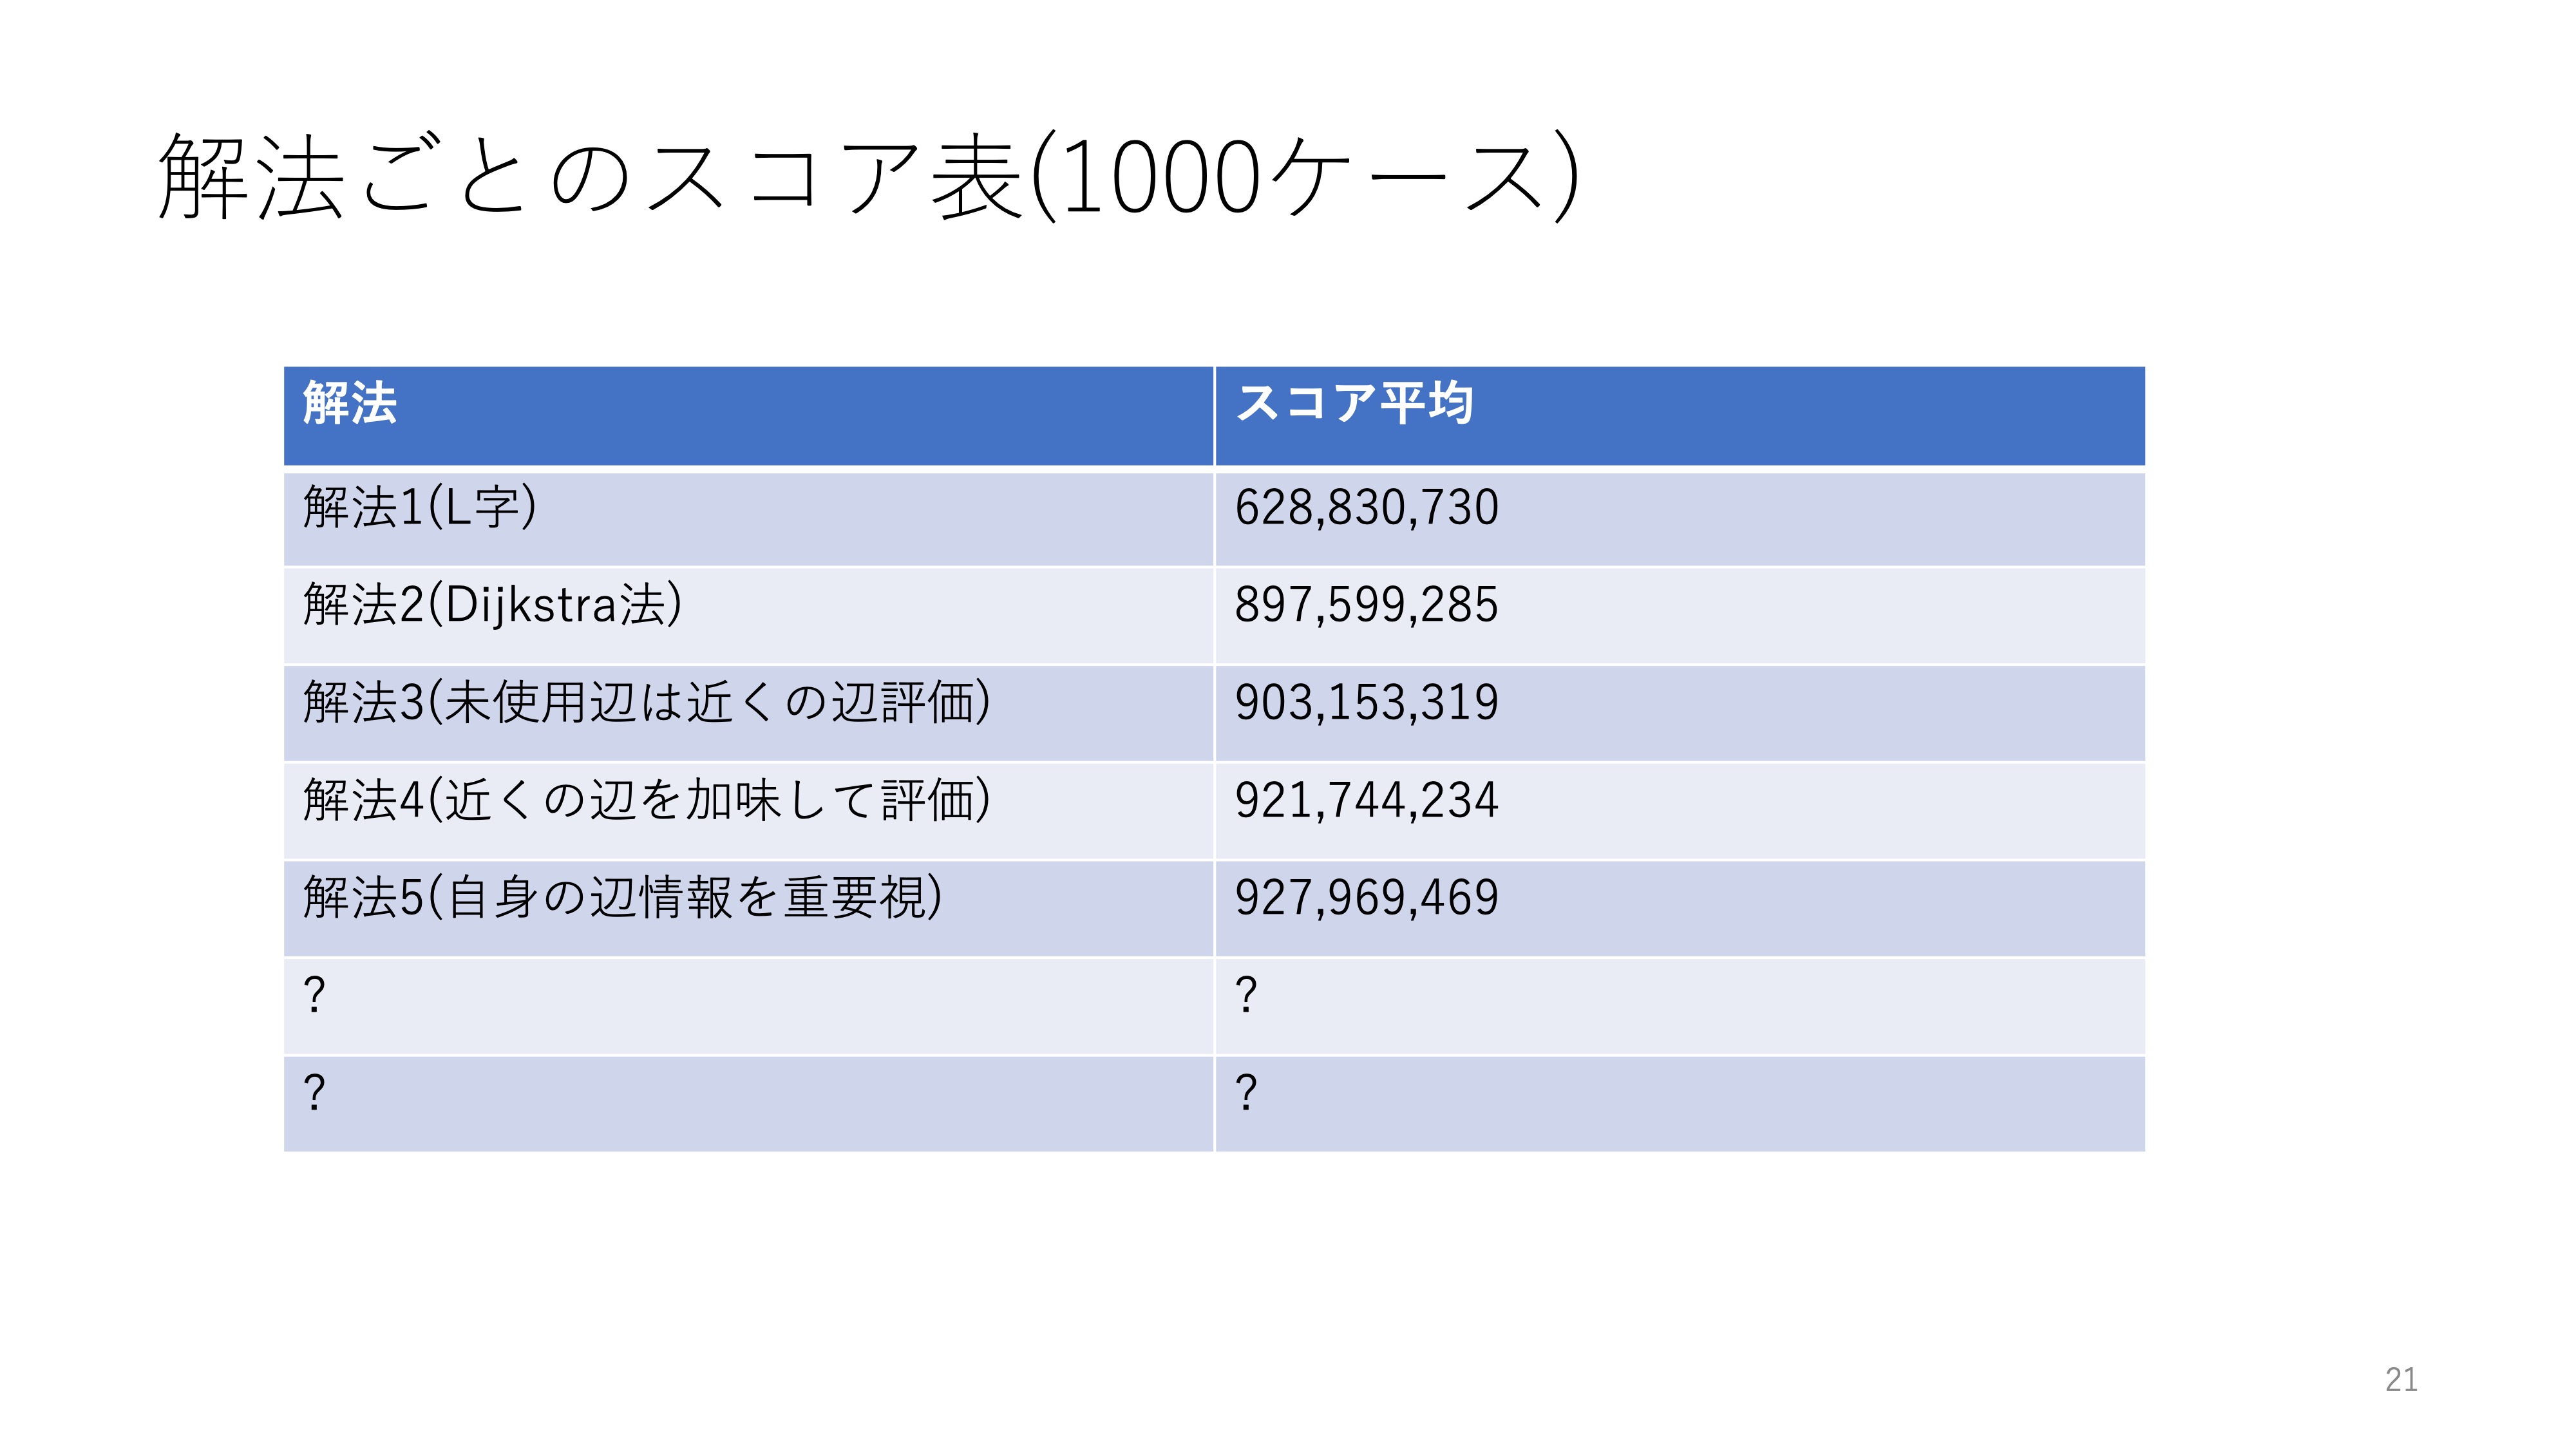 解法ごとのスコア表(1000ケース)
解法 スコア平均
解法1(L字) 628,830,730
解法2(Dijkstra法) 897,599,285
解法3(未使用辺は近くの辺評価) 903,153,319
解法4(近くの辺を加味して評価) 921,744,234
解法5(自身の辺情報を重要視) 927,969,469
? ?
? ?
21